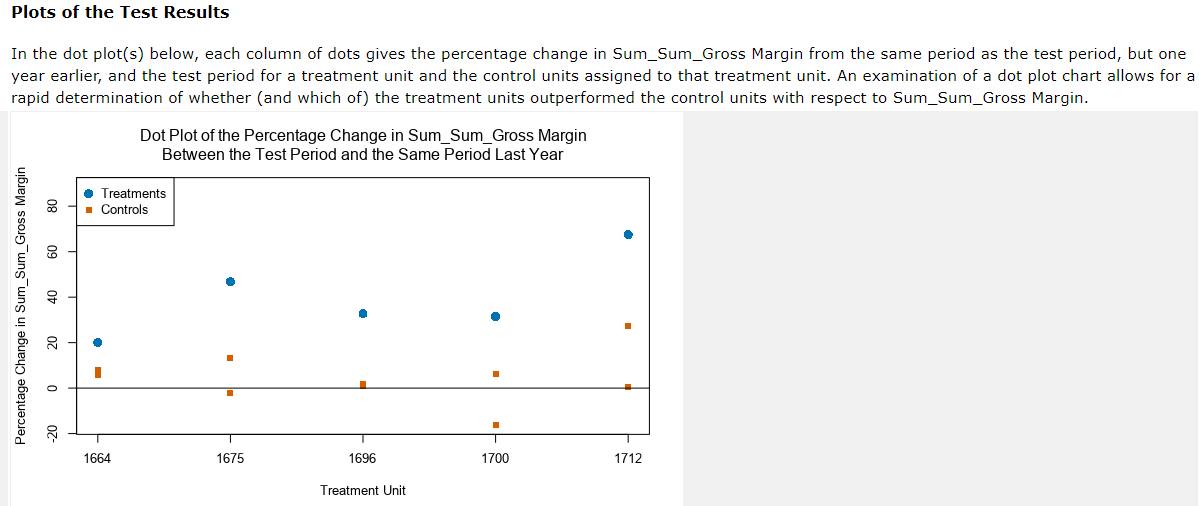 Plots of the Test Results
In the dot plot(s) below, each column of dots gives the percentage change in Sum_Sum_Gross Margin from the same period as the test period, but one
year earlier, and the test period for a treatment unit and the control units assigned to that treatment unit. An examination of a dot plot chart allows for a
rapid determination of whether (and which of) the treatment units outperformed the control units with respect to Sum_Sum_Gross Margin.
Dot Plot of the Percentage Change in Sum_Sum_Gross Margin
Between the Test Period and the Same Period Last Year
Percentage Change in Sum_Sum_Gross Margin
Treatments
Controls
80
60
40
20
0
-20
1664 1675 1696 1700 1712
Treatment Unit